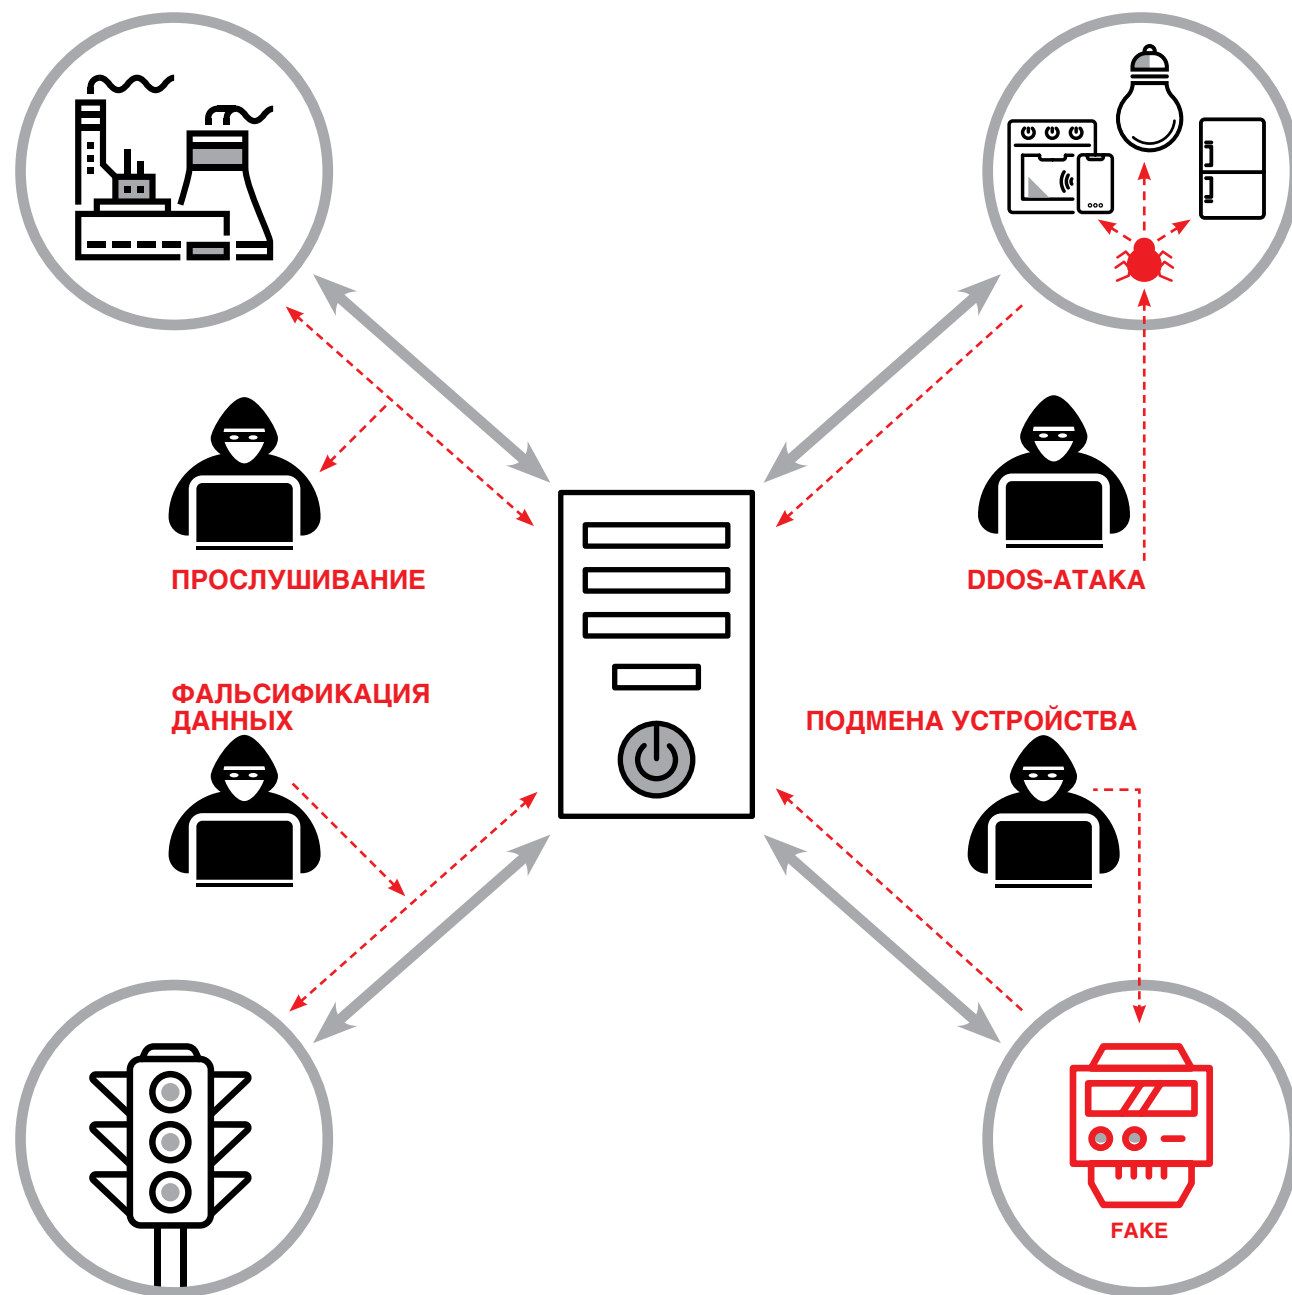 ПРОСЛУШИВАНИЕ
DDOS-АТАКА
ФАЛЬСИФИКАЦИЯ
ДАННЫХ
ПОДМЕНА УСТРОЙСТВА
FAKE